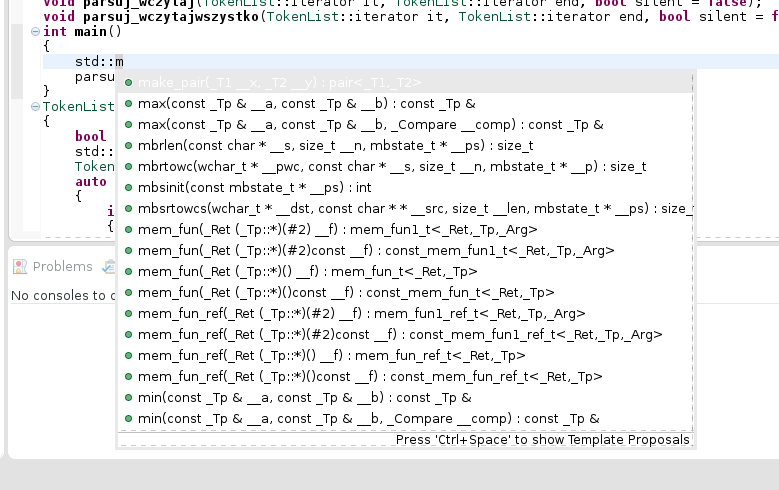 void parsuj_wczytaj(TokenList::iterator it, TokenList::iterator end, bool silent = false);
void parsuj_wczytajwszystko(TokenList::iterator it, TokenList::iterator end, bool silent = f
int main()
{
std::m
parsu
}
TokenList
{
bool
std::
Token
auto
{
i
{
make_pair(_T1 __x, _T2 __y) : pair<_T1,_T2>
max(const _Tp & __a, const _Tp & __b) : const _Tp &
max(const _Tp & __a, const _Tp & __b, _Compare __comp) : const _Tp &
mbrlen(const char * __s, size_t __n, mbstate_t * __ps) : size_t
mbrtowc(wchar_t * __pwc, const char * __s, size_t __n, mbstate_t * __p) : size_t
mbsinit(const mbstate_t * __ps) : int
mbsrtowcs(wchar_t * __dst, const char * * __src, size_t __len, mbstate_t * __ps) : size_t
mem_fun(_Ret (_Tp::*)(#2) __f) : mem_fun1_t<_Ret,_Tp,_Arg>
mem_fun(_Ret (_Tp::*)(#2)const __f) : const_mem_fun1_t<_Ret,_Tp,_Arg>
mem_fun(_Ret (_Tp::*)() __f) : mem_fun_t<_Ret,_Tp>
mem_fun(_Ret (_Tp::*)()const __f) : const_mem_fun_t<_Ret,_Tp>
mem_fun_ref(_Ret (_Tp::*)(#2) __f) : mem_fun1_ref_t<_Ret,_Tp,_Arg>
mem_fun_ref(_Ret (_Tp::*)(#2)const __f) : const_mem_fun1_ref_t<_Ret,_Tp,_Arg>
mem_fun_ref(_Ret (_Tp::*)() __f) : mem_fun_ref_t<_Ret,_Tp>
mem_fun_ref(_Ret (_Tp::*)()const __f) : const_mem_fun_ref_t<_Ret,_Tp>
min(const _Tp & __a, const _Tp & __b) : const _Tp &
min(const _Tp & __a, const _Tp & __b, _Compare __comp) : const _Tp &
Press 'Ctrl+Space' to show Template Proposals
Problems
No consoles to